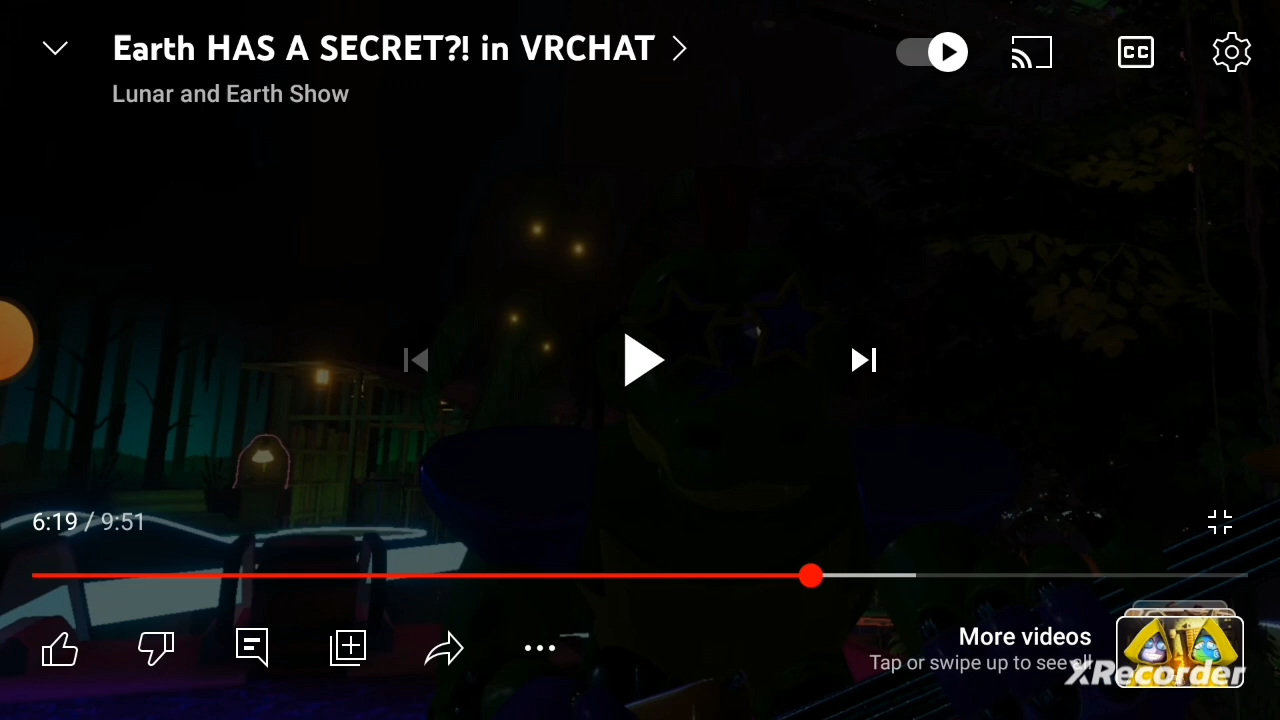 Earth HAS A SECRET?! in VRCHAT
Lunar and Earth Show
CC
6:19 / 9:51
More videos
Tap or swipe up to see all
XRecorder